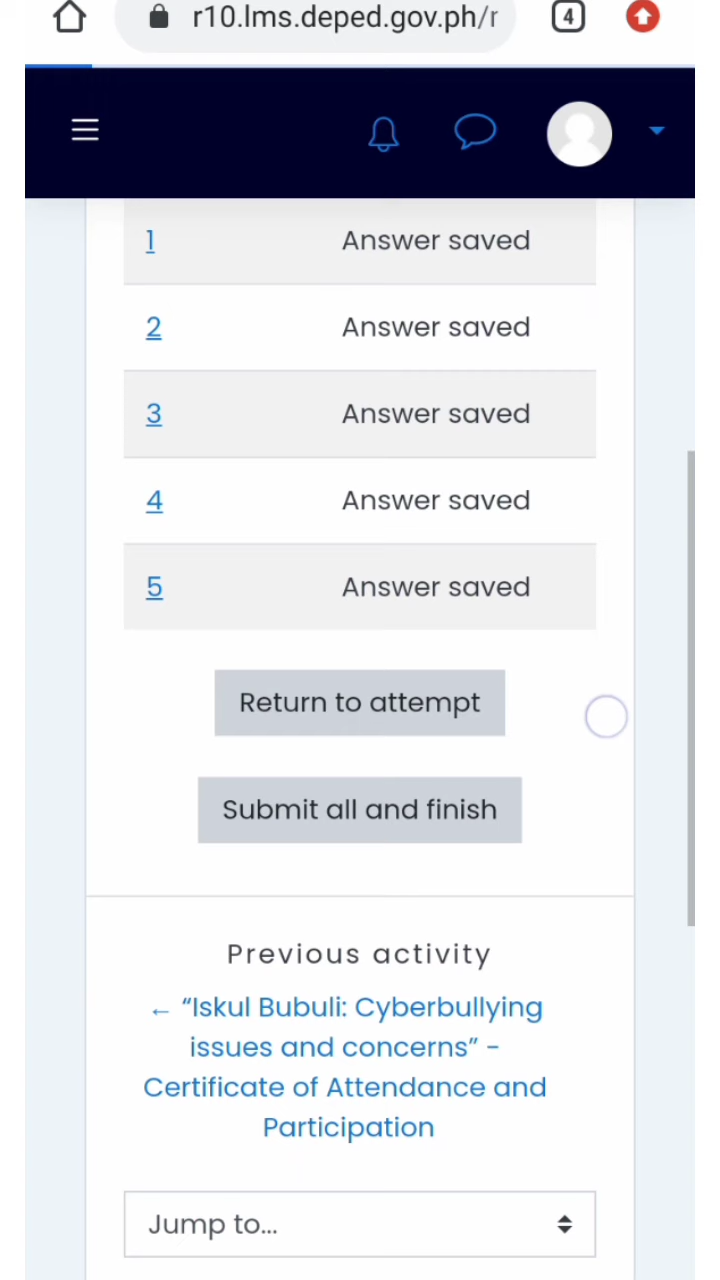 r10.lms.deped.gov.ph/r
4
1 Answer saved
2 Answer saved
3 Answer saved
4 Answer saved
5 Answer saved
Return to attempt
Submit all and finish
Previous activity
← “Iskul Bubuli: Cyberbullying
issues and concerns” -
Certificate of Attendance and
Participation
Jump to...